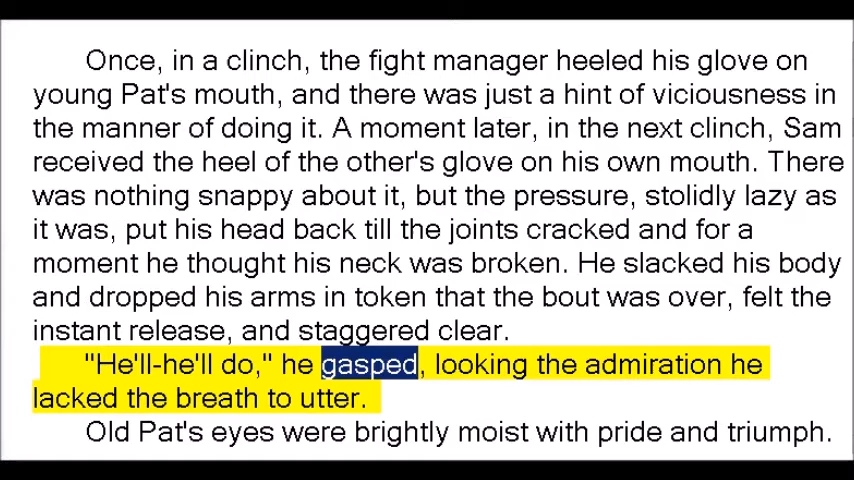 Once, in a clinch, the fight manager heeled his glove on
young Pat's mouth, and there was just a hint of viciousness in
the manner of doing it. A moment later, in the next clinch, Sam
received the heel of the other's glove on his own mouth. There
was nothing snappy about it, but the pressure, stolidly lazy as
it was, put his head back till the joints cracked and for a
moment he thought his neck was broken. He slacked his body
and dropped his arms in token that the bout was over, felt the
instant release, and staggered clear.
"He'll-he'll do," he gasped, looking the admiration he
lacked the breath to utter.
Old Pat's eyes were brightly moist with pride and triumph.